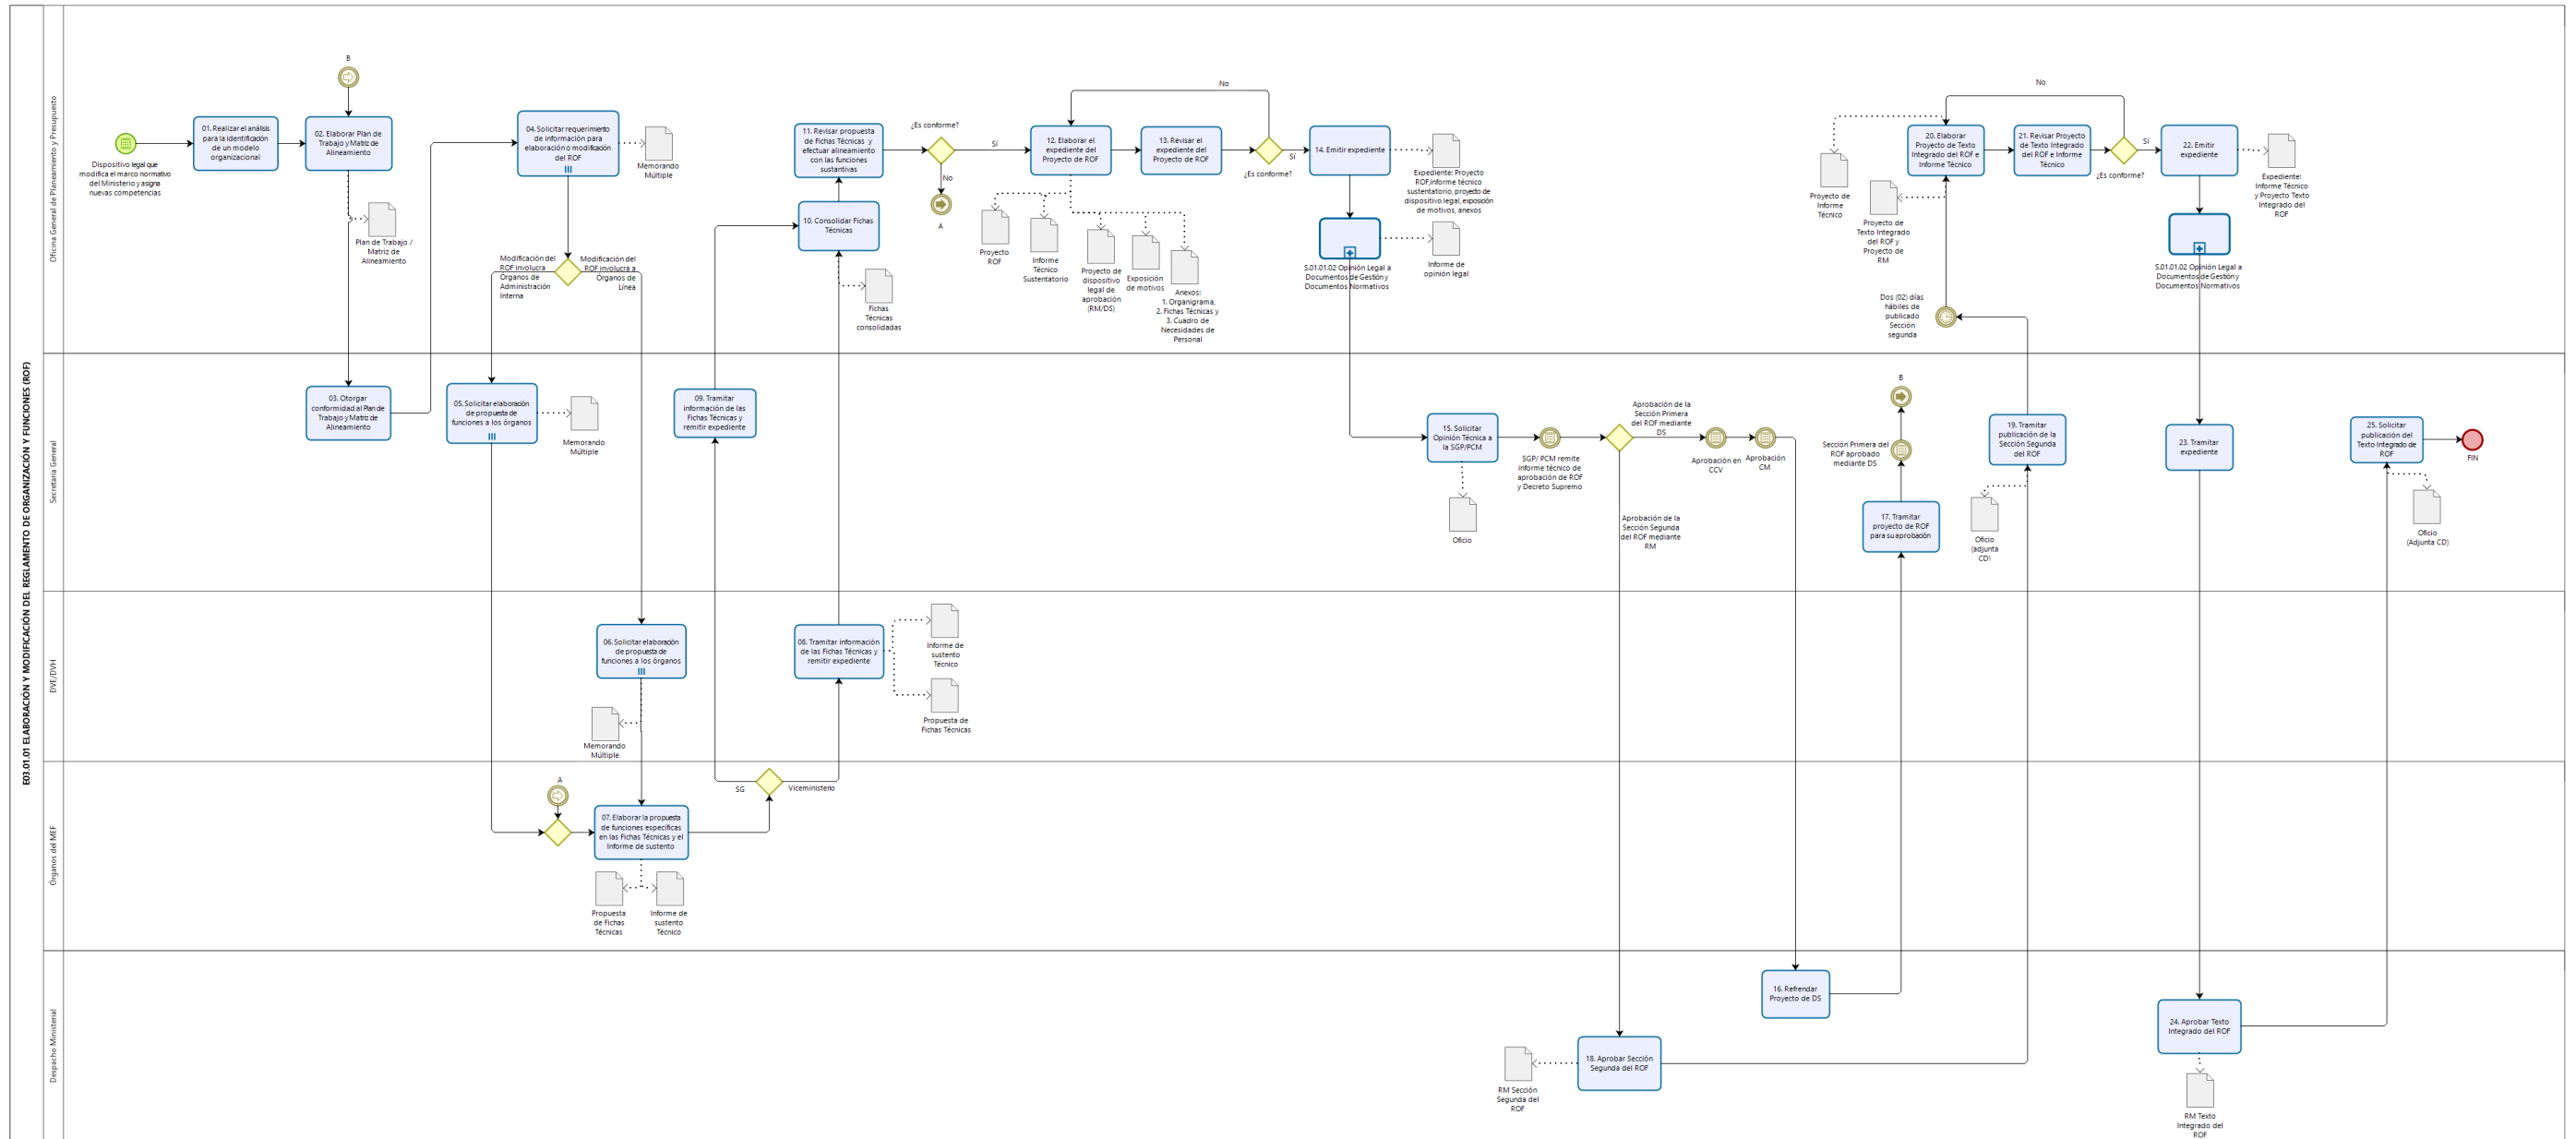 E03.01.01 ELABORACIÓN Y MODIFICACIÓN DEL REGLAMENTO DE ORGANIZACIÓN Y FUNCIONES (ROF)
Oficina General de Planeamiento y Presupuesto
B
Dispositivo legal que
modifica el marco normativo
del Ministerio y asigna
nuevas competencias
01. Realizar el análisis
para la identificación
de un modelo
organizacional
02. Elaborar Plan de
Trabajo y Matriz de
Alineamiento
Plan de Trabajo /
Matriz de
Alineamiento
04. Solicitar requerimiento
de información para
elaboración o modificación
del ROF
Memorando
Múltiple
Modificación del
ROF involucra
Órganos de
Administración
Interna
Modificación del
ROF involucra a
Órganos de
Línea
11. Revisar propuesta
de Fichas Técnicas y
efectuar alineamiento
con las funciones
sustantivas
10. Consolidar Fichas
Técnicas
Fichas
Técnicas
consolidadas
¿Es conforme?
Sí
No
A
12. Elaborar el
expediente del
Proyecto de ROF
Proyecto
ROF
Informe
Técnico
Sustentatorio
Proyecto de
dispositivo
legal de
aprobación
(RM/DS)
Exposición
de motivos
Anexos:
1. Organigrama,
2. Fichas Técnicas y
3. Cuadro de
Necesidades de
Personal
13. Revisar el
expediente del
Proyecto de ROF
No
Sí
¿Es conforme?
14. Emitir expediente
Expediente: Proyecto
ROF,informe técnico
sustentatorio, proyecto de
dispositivo legal, exposición
de motivos, anexos
S.01.01.02 Opinión Legal a
Documentos de Gestión y
Documentos Normativos
Informe de
opinión legal
Proyecto de
Informe
Técnico
Proyecto de
Texto Integrado
del ROF y
Proyecto de
RM
20. Elaborar
Proyecto de Texto
Integrado del ROF e
Informe Técnico
21. Revisar Proyecto
de Texto Integrado
del ROF e Informe
Técnico
No
Sí
¿Es conforme?
22. Emitir
expediente
Expediente:
Informe Técnico
y Proyecto Texto
Integrado del
ROF
S.01.01.02 Opinión Legal a
Documentos de Gestión y
Documentos Normativos
Dos (02) días
hábiles de
publicado
Sección
segunda
Secretaría General
03. Otorgar
conformidad al Plan de
Trabajo y Matriz de
Alineamiento
05. Solicitar elaboración
de propuesta de
funciones a los órganos
Memorando
Múltiple
09. Tramitar
información de las
Fichas Técnicas y
remitir expediente
15. Solicitar
Opinión Técnica a
la SGP/PCM
Oficio
SGP/ PCM remite
informe técnico de
aprobación de ROF
y Decreto Supremo
Aprobación de la
Sección Primera
del ROF mediante
DS
Aprobación en
CCV
Aprobación
CM
Aprobación de la
Sección Segunda
del ROF mediante
RM
B
Sección Primera del
ROF aprobado
mediante DS
17. Tramitar
proyecto de ROF
para su aprobación
19. Tramitar
publicación de la
Sección Segunda
del ROF
Oficio
(adjunta
CD)
23. Tramitar
expediente
25. Solicitar
publicación del
Texto Integrado de
ROF
FIN
Oficio
(Adjunta CD)
DVE/DVH
06. Solicitar elaboración
de propuesta de
funciones a los órganos
Memorando
Múltiple
08. Tramitar información
de las Fichas Técnicas y
remitir expediente
Informe de
sustento
Técnico
Propuesta de
Fichas Técnicas
Órganos del MEF
A
07. Elaborar la propuesta
de funciones específicas
en las Fichas Técnicas y el
Informe de sustento
Propuesta
de Fichas
Técnicas
Informe de
sustento
Técnico
SG
Viceministerio
Despacho Ministerial
16. Refrendar
Proyecto de DS
18. Aprobar Sección
Segunda del ROF
RM Sección
Segunda del
ROF
24. Aprobar Texto
Integrado del ROF
RM Texto
Integrado del
ROF